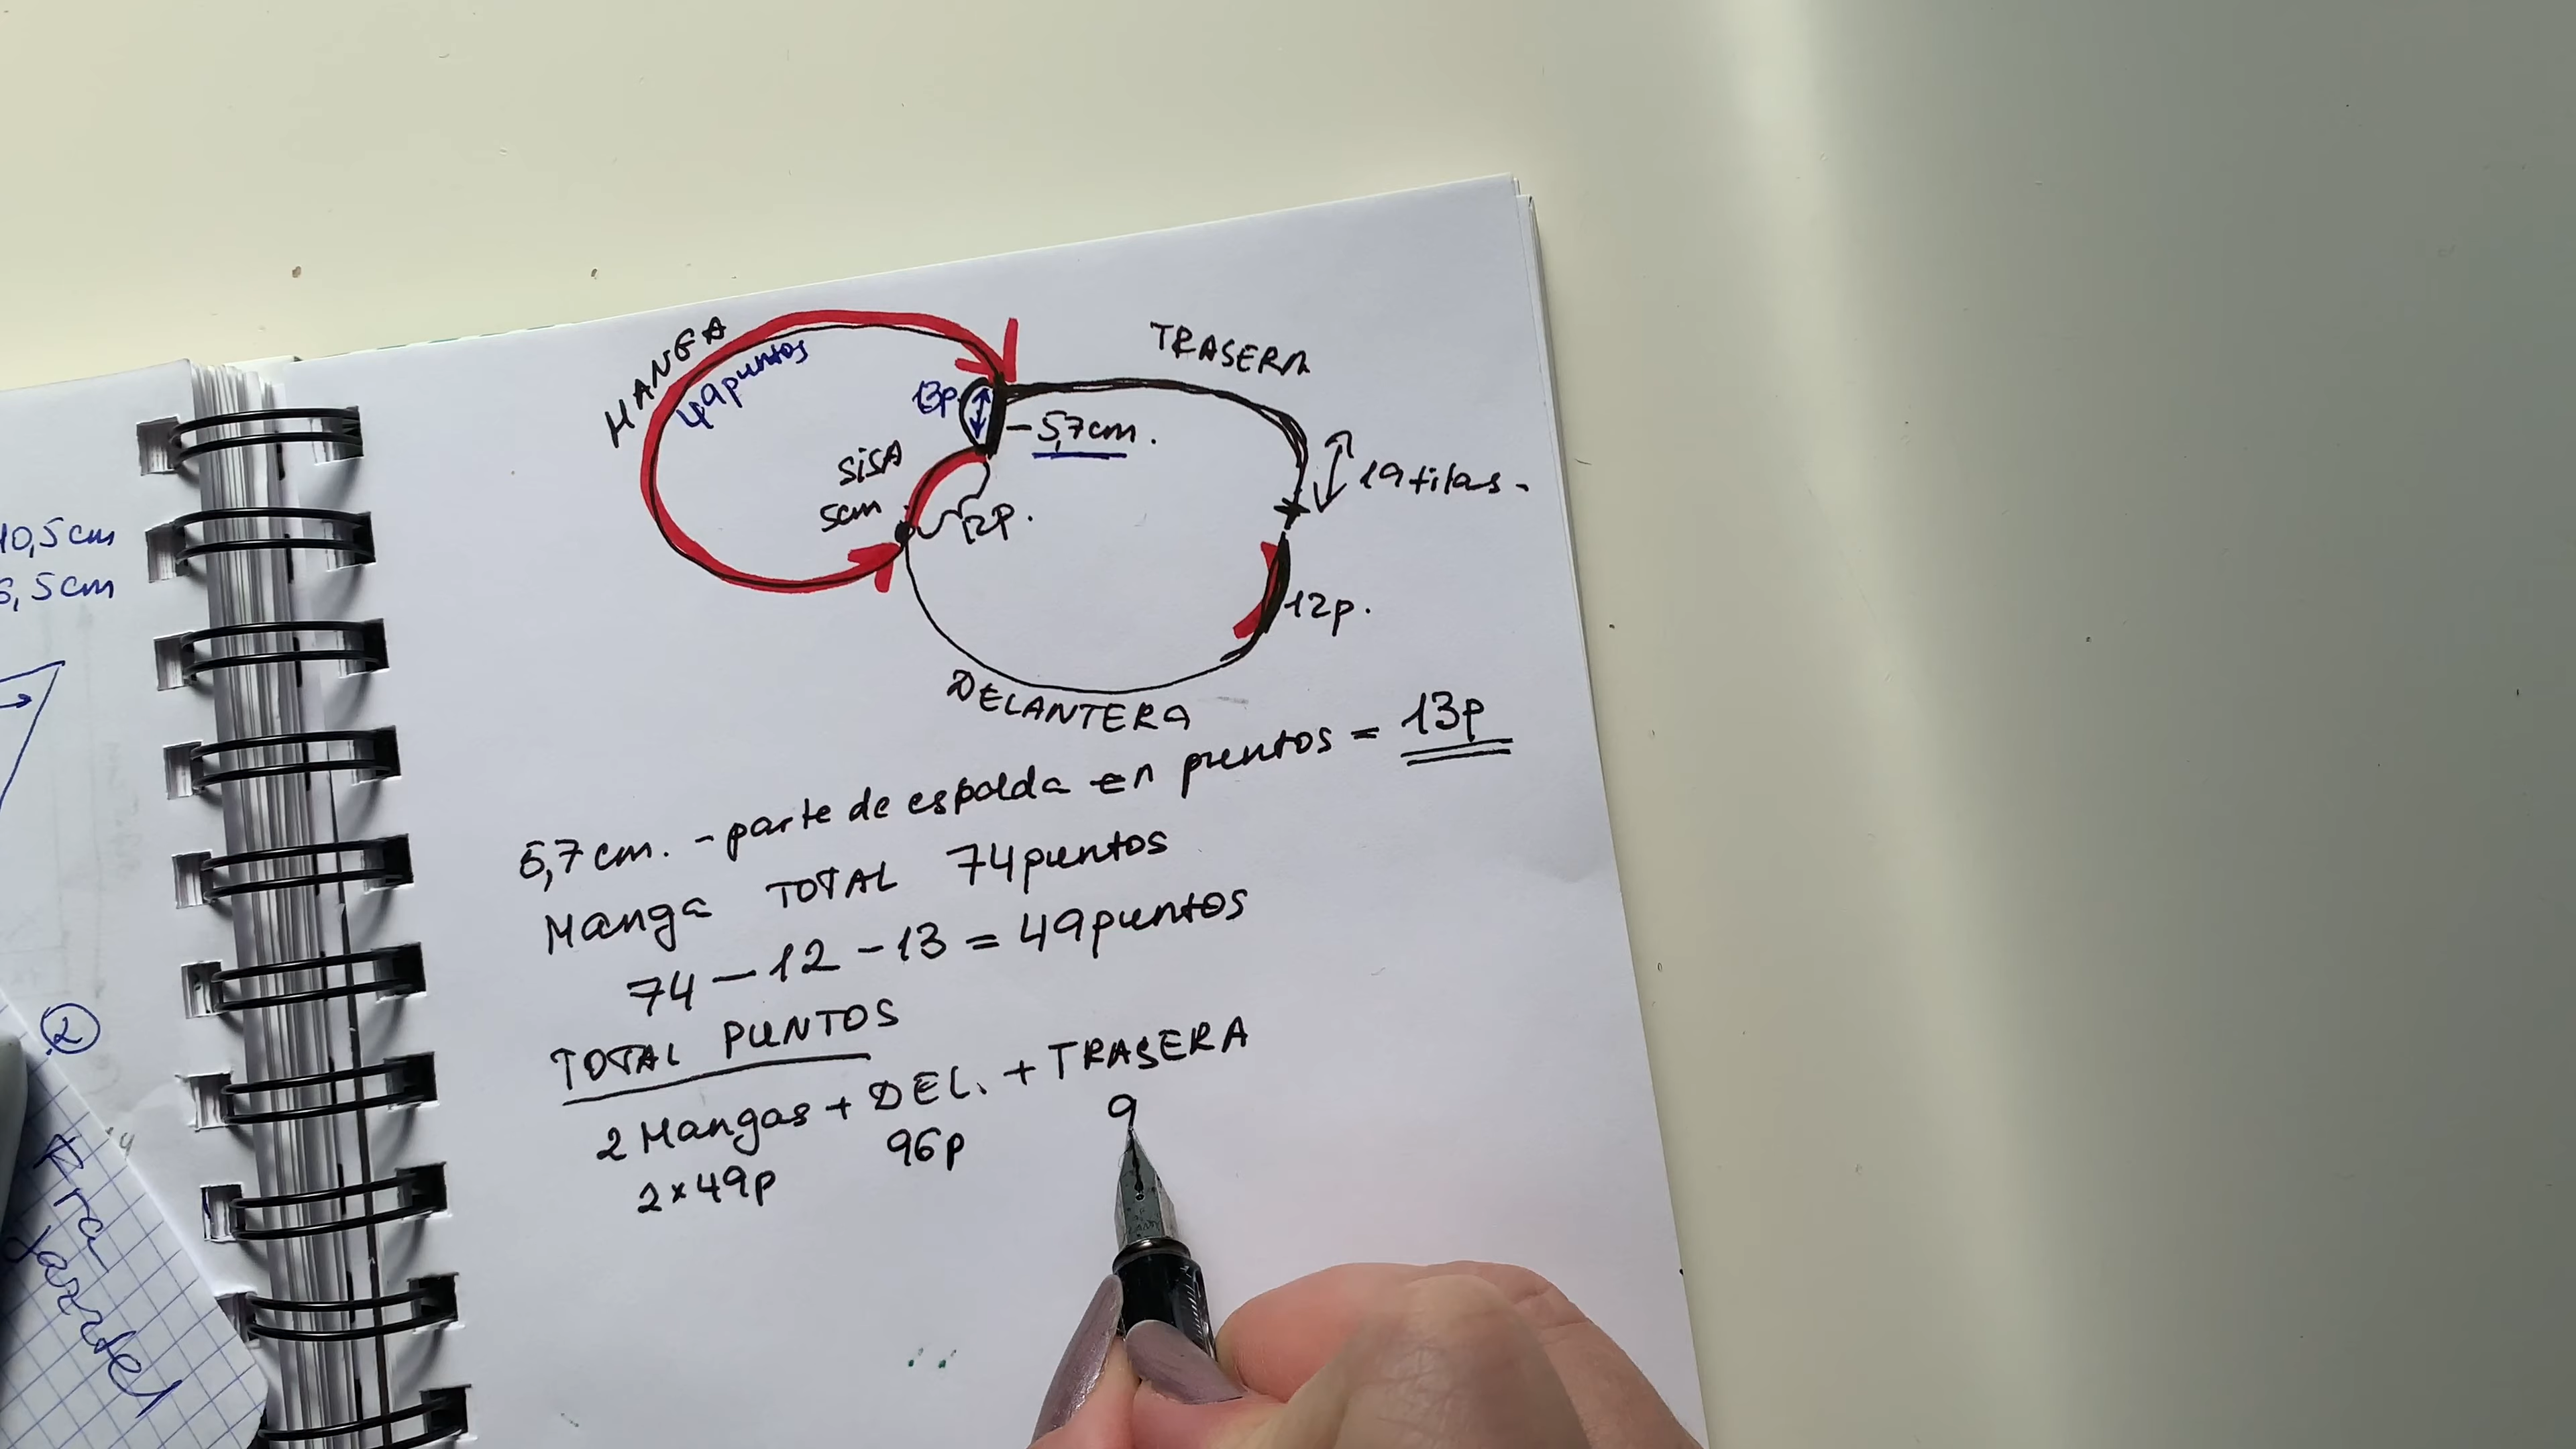 10,5cm
6,5cm
②
MANGA
49puntos
TRASERA
13p.
5,7cm.
SISA
5cm
12p.
19filas.
12p.
DELANTERA
5,7cm. - parte de espalda en puntos = 13p
Manga TOTAL 74puntos
74 - 12 - 13 = 49puntos
TOTAL PUNTOS
2 Mangas + DEL. + TRASERA
2x49p 96p 9